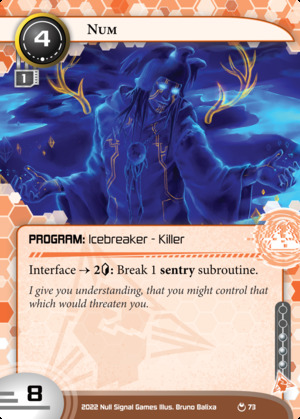 4
Num
1
PROGRAM: Icebreaker - Killer
Interface → 2: Break 1 sentry subroutine.
I give you understanding, that you might control that
which would threaten you.
8
2022 Null Signal Games Illus. Bruno Balixa
73